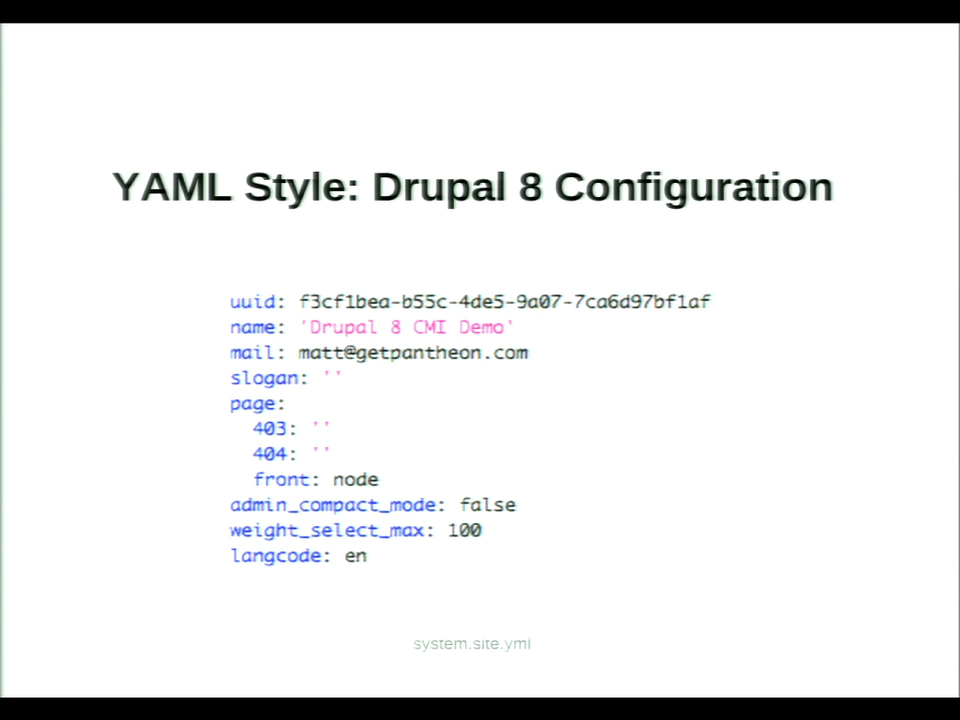 YAML Style: Drupal 8 Configuration
uuid: f3cf1bea-b55c-4de5-9a07-7ca6d97bf1af
name: 'Drupal 8 CMI Demo'
mail: matt@getpantheon.com
slogan: ''
page:
  403: ''
  404: ''
  front: node
admin_compact_mode: false
weight_select_max: 100
langcode: en
system.site.yml